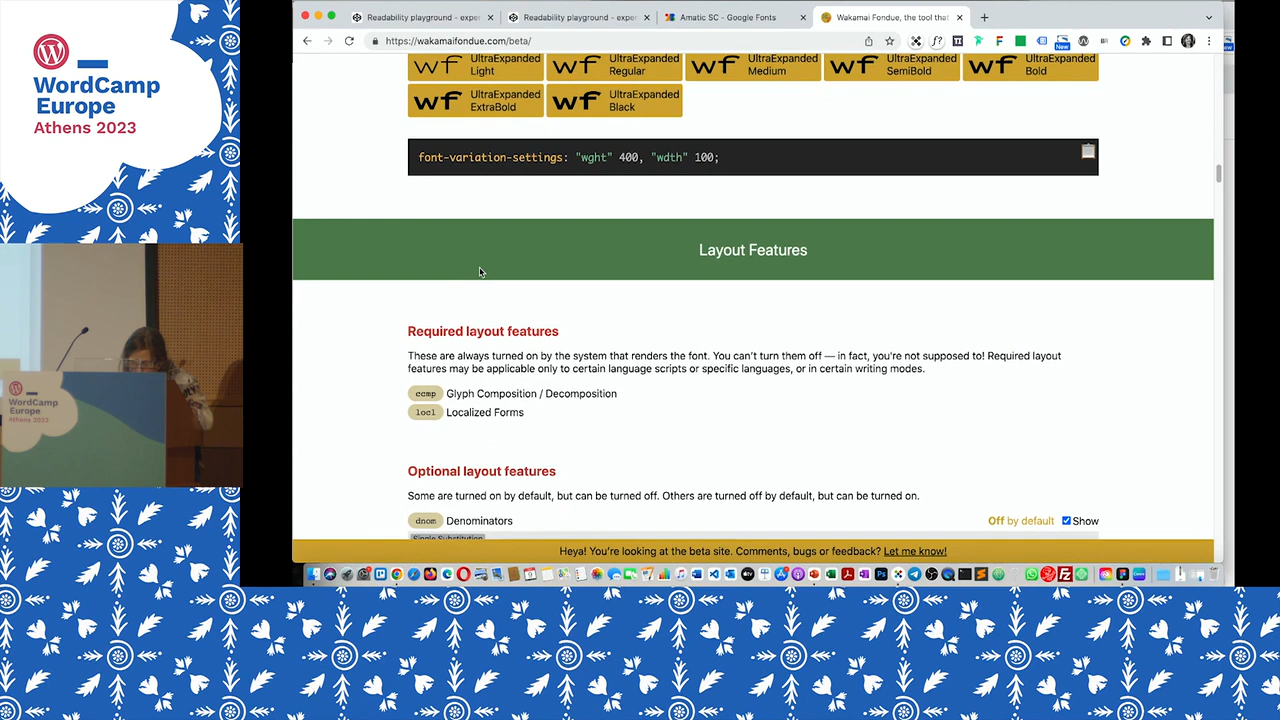 WordCamp
Europe
Athens 2023
WordCamp
Europe
Athens 2023
Readability playground - exper
Readability playground - exper
Amatic SC - Google Fonts
Wakamai Fondue, the tool that
https://wakamaifondue.com/beta/
wf UltraExpanded Light
wf UltraExpanded Regular
wf UltraExpanded Medium
wf UltraExpanded SemiBold
wf UltraExpanded Bold
wf UltraExpanded ExtraBold
wf UltraExpanded Black
font-variation-settings: "wght" 400, "wdth" 100;
Layout Features
Required layout features
These are always turned on by the system that renders the font. You can't turn them off — in fact, you're not supposed to! Required layout
features may be applicable only to certain language scripts or specific languages, or in certain writing modes.
ccmp Glyph Composition / Decomposition
locl Localized Forms
Optional layout features
Some are turned on by default, but can be turned off. Others are turned off by default, but can be turned on.
dnom Denominators Off by default Show
Single Substitution
Heya! You're looking at the beta site. Comments, bugs or feedback? Let me know!